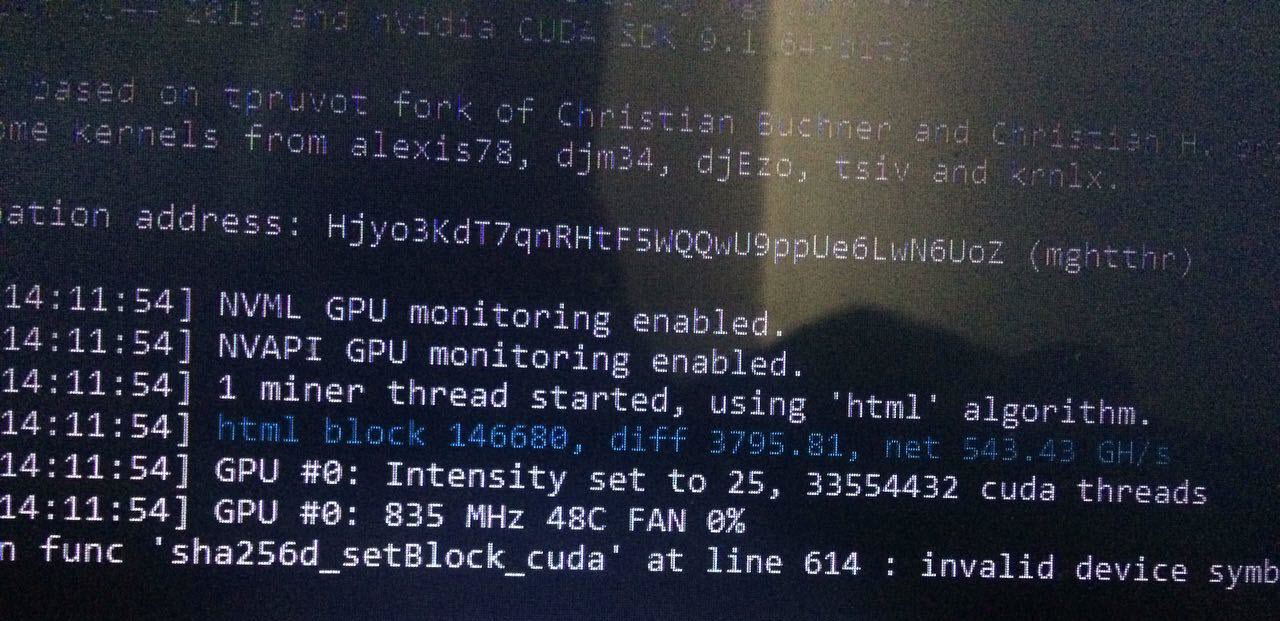 2013 and nVidia CUDA SDK 9.1 64-bits
based on tpruvot fork of Christian Buchner and Christian H.
ome kernels from alexis78, djm34, djEzo, tsiv and krnlx.
ation address: Hjyo3KdT7qnRHtF5WQQwU9ppUe6LwN6UoZ (mghtthr)
14:11:54] NVML GPU monitoring enabled.
14:11:54] NVAPI GPU monitoring enabled.
14:11:54] 1 miner thread started, using 'html' algorithm.
14:11:54] html block 146680, diff 3795.81, net 543.43 GH/s
14:11:54] GPU #0: Intensity set to 25, 33554432 cuda threads
14:11:54] GPU #0: 835 MHz 48C FAN 0%
n func 'sha256d_setBlock_cuda' at line 614 : invalid device symb